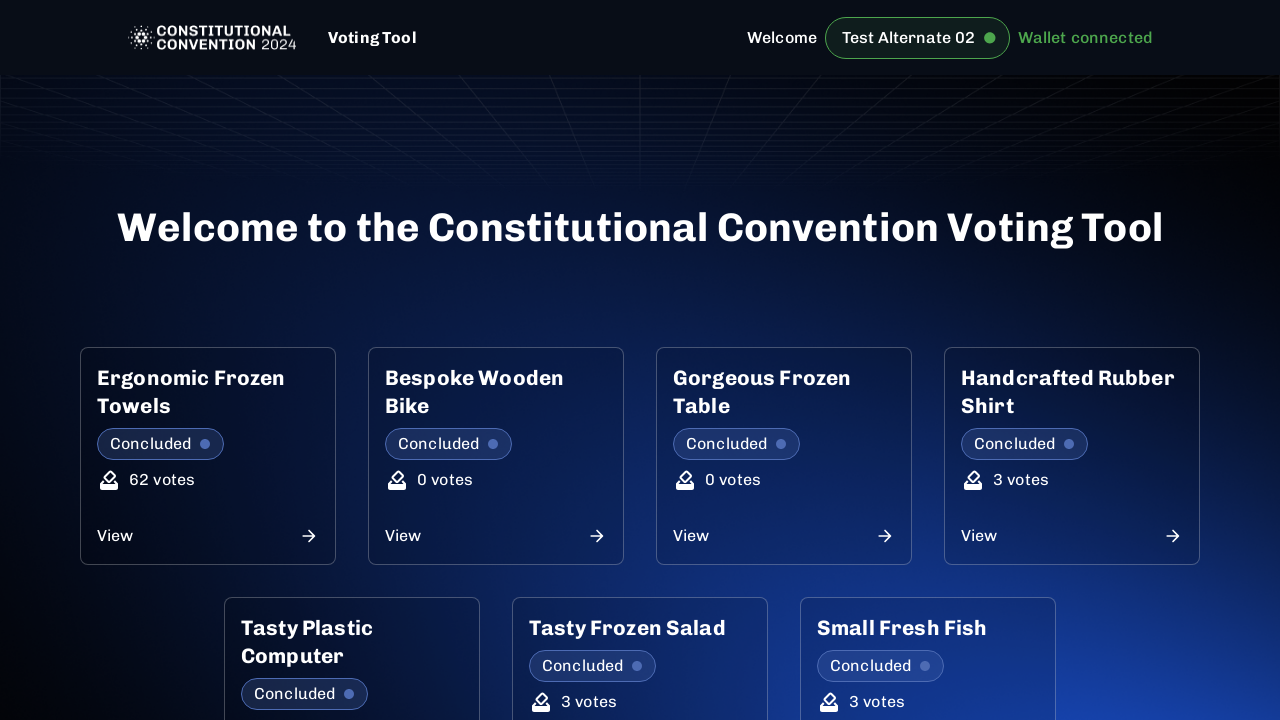 CONSTITUTIONAL
CONVENTION 2024
Voting Tool
Welcome
Test Alternate 02
Wallet connected
Welcome to the Constitutional Convention Voting Tool
Ergonomic Frozen
Towels
Concluded
62 votes
View
Bespoke Wooden
Bike
Concluded
0 votes
View
Gorgeous Frozen
Table
Concluded
0 votes
View
Handcrafted Rubber
Shirt
Concluded
3 votes
View
Tasty Plastic
Computer
Concluded
Tasty Frozen Salad
Concluded
3 votes
Small Fresh Fish
Concluded
3 votes